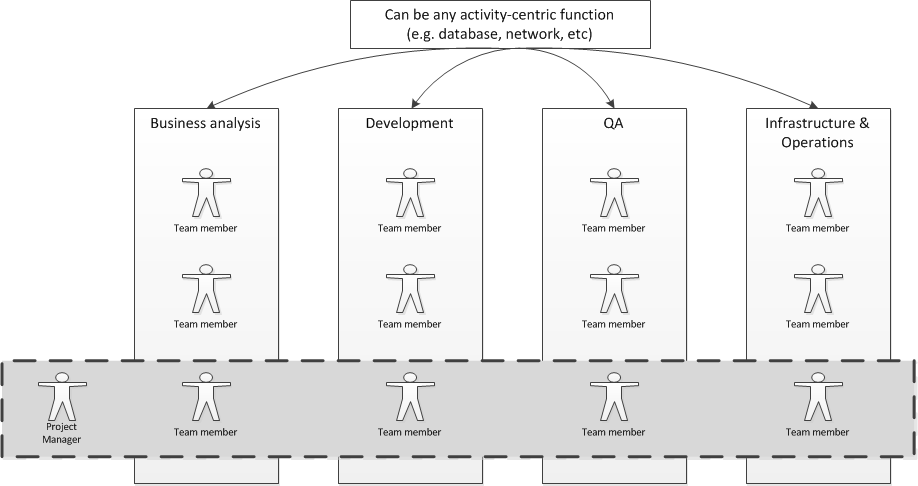 Can be any activity-centric function
(e.g. database, network, etc)
Business analysis
Development
QA
Infrastructure &
Operations
Team member
Team member
Team member
Team member
Team member
Team member
Team member
Team member
Project
Manager
Team member
Team member
Team member
Team member